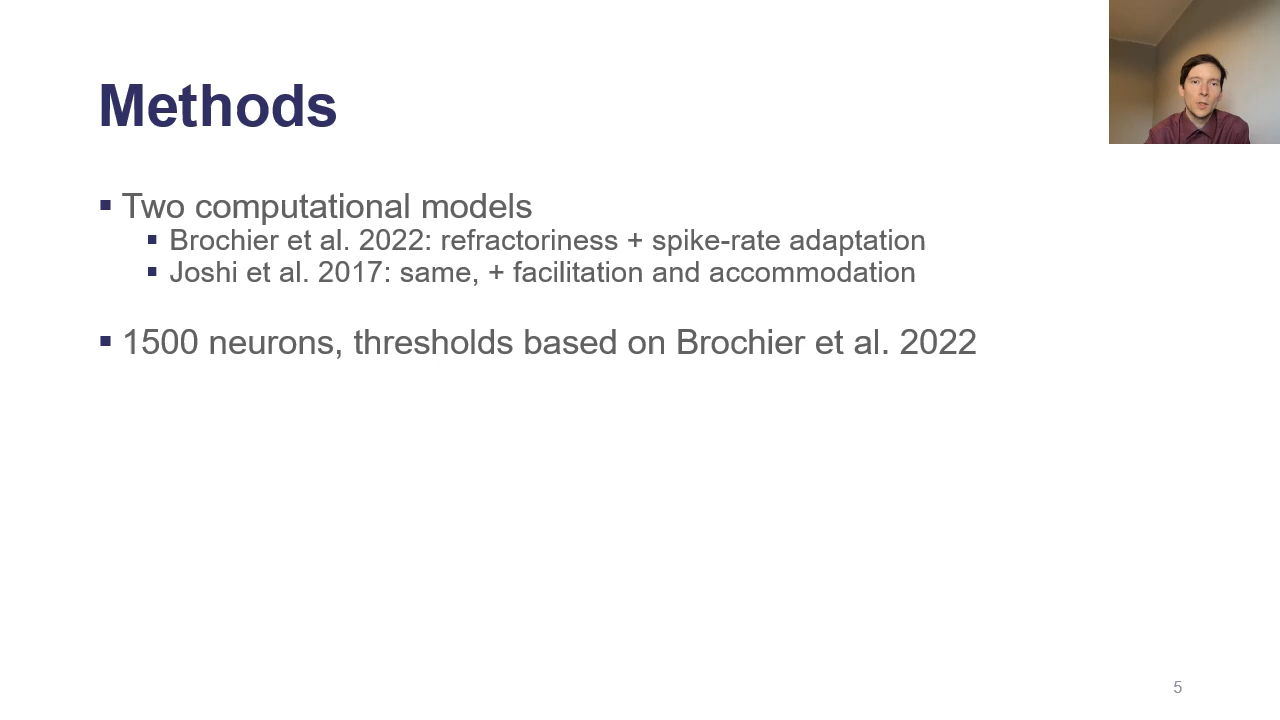 Methods
Two computational models
Brochier et al. 2022: refractoriness + spike-rate adaptation
Joshi et al. 2017: same, + facilitation and accommodation
1500 neurons, thresholds based on Brochier et al. 2022
5